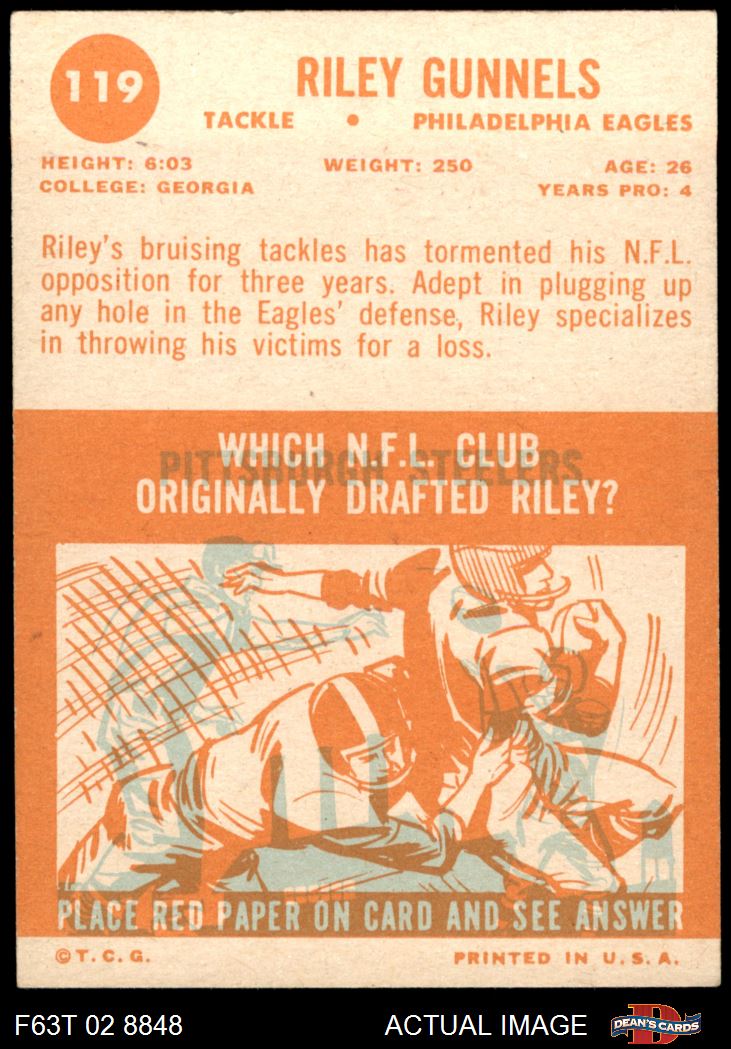 119
RILEY GUNNELS
TACKLE • PHILADELPHIA EAGLES
HEIGHT: 6:03 WEIGHT: 250 AGE: 26
COLLEGE: GEORGIA YEARS PRO: 4
Riley's bruising tackles has tormented his N.F.L.
opposition for three years. Adept in plugging up
any hole in the Eagles' defense, Riley specializes
in throwing his victims for a loss.
WHICH N.F.L. CLUB
PITTSBURGH STEELERS
ORIGINALLY DRAFTED RILEY?
PLACE RED PAPER ON CARD AND SEE ANSWER
© T. C. G. PRINTED IN U. S. A.
F63T 02 8848 ACTUAL IMAGE DEAN'S CARDS